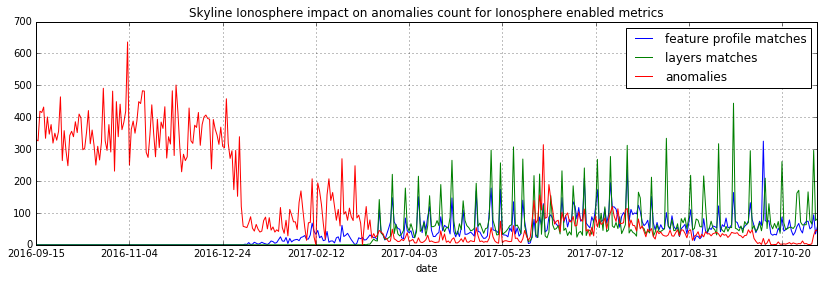 Skyline Ionosphere impact on anomalies count for Ionosphere enabled metrics
700
600
500
400
300
200
100
0
feature profile matches
layers matches
anomalies
2016-09-15 2016-11-04 2016-12-24 2017-02-12 2017-04-03 2017-05-23 2017-07-12 2017-08-31 2017-10-20
date